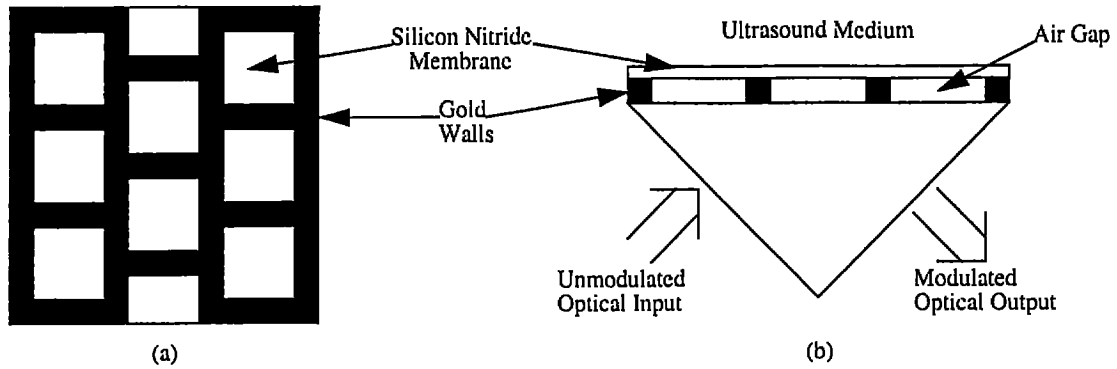 Silicon Nitride
Membrane
Gold
Walls
(a)
Ultrasound Medium
Air Gap
Unmodulated
Optical Input
Modulated
Optical Output
(b)